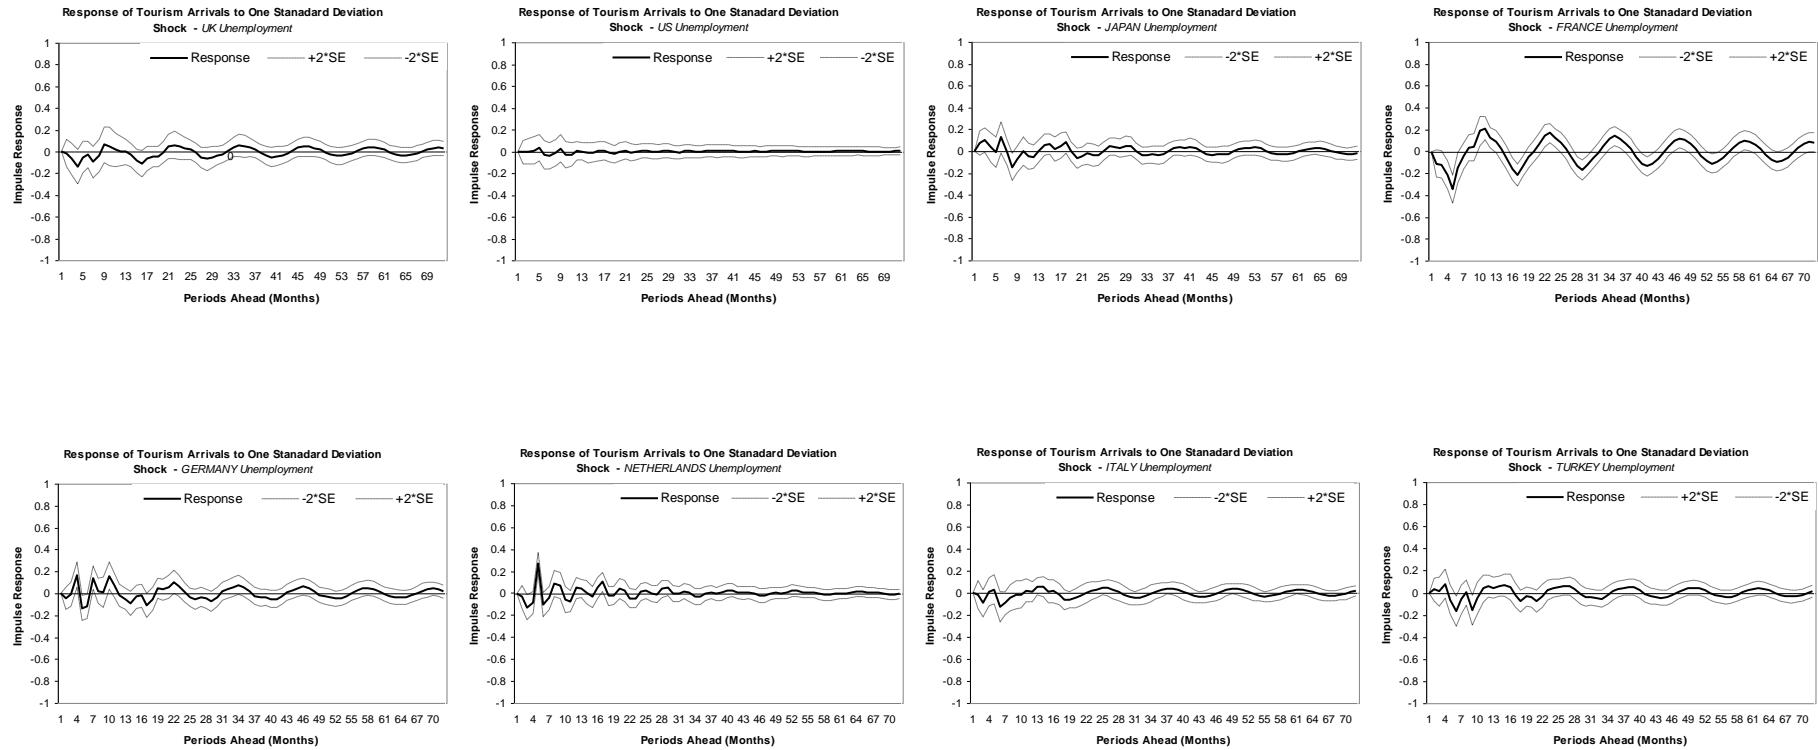 Response of Tourism Arrivals to One Stanadard Deviation
Shock - UK Unemployment
Response +2*SE -2*SE
Impulse Response
1
0.8
0.6
0.4
0.2
0
-0.2
-0.4
-0.6
-0.8
-1
0
1 5 9 13 17 21 25 29 33 37 41 45 49 53 57 61 65 69
Periods Ahead (Months)
Response of Tourism Arrivals to One Stanadard Deviation
Shock - US Unemployment
Response +2*SE -2*SE
Impulse Response
1
0.8
0.6
0.4
0.2
0
-0.2
-0.4
-0.6
-0.8
-1
1 5 9 13 17 21 25 29 33 37 41 45 49 53 57 61 65 69
Periods Ahead (Months)
Response of Tourism Arrivals to One Stanadard Deviation
Shock - JAPAN Unemployment
Response -2*SE +2*SE
Impulse Response
1
0.8
0.6
0.4
0.2
0
-0.2
-0.4
-0.6
-0.8
-1
1 5 9 13 17 21 25 29 33 37 41 45 49 53 57 61 65 69
Periods Ahead (Months)
Response of Tourism Arrivals to One Stanadard Deviation
Shock - FRANCE Unemployment
Response -2*SE +2*SE
Impulse Response
1
0.8
0.6
0.4
0.2
0
-0.2
-0.4
-0.6
-0.8
-1
1 4 7 10 13 16 19 22 25 28 31 34 37 40 43 46 49 52 55 58 61 64 67 70
Periods Ahead (Months)
Response of Tourism Arrivals to One Stanadard Deviation
Shock - GERMANY Unemployment
Response -2*SE +2*SE
Impulse Response
1
0.8
0.6
0.4
0.2
0
-0.2
-0.4
-0.6
-0.8
-1
1 4 7 10 13 16 19 22 25 28 31 34 37 40 43 46 49 52 55 58 61 64 67 70
Periods Ahead (Months)
Response of Tourism Arrivals to One Stanadard Deviation
Shock - NETHERLANDS Unemployment
Response -2*SE +2*SE
Impulse Response
1
0.8
0.6
0.4
0.2
0
-0.2
-0.4
-0.6
-0.8
-1
1 4 7 10 13 16 19 22 25 28 31 34 37 40 43 46 49 52 55 58 61 64 67 70
Periods Ahead (Months)
Response of Tourism Arrivals to One Stanadard Deviation
Shock - ITALY Unemployment
Response -2*SE +2*SE
Impulse Response
1
0.8
0.6
0.4
0.2
0
-0.2
-0.4
-0.6
-0.8
-1
1 4 7 10 13 16 19 22 25 28 31 34 37 40 43 46 49 52 55 58 61 64 67 70
Periods Ahead (Months)
Response of Tourism Arrivals to One Stanadard Deviation
Shock - TURKEY Unemployment
Response +2*SE -2*SE
Impulse Response
1
0.8
0.6
0.4
0.2
0
-0.2
-0.4
-0.6
-0.8
-1
1 4 7 10 13 16 19 22 25 28 31 34 37 40 43 46 49 52 55 58 61 64 67 70
Periods Ahead (Months)